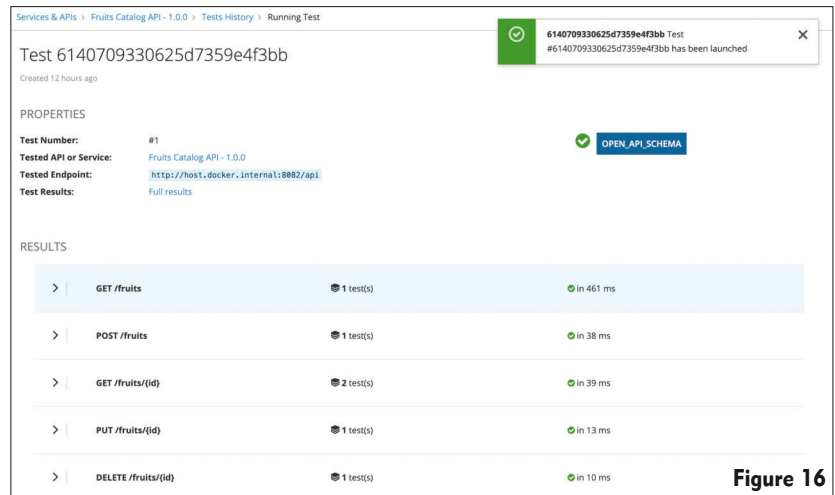 Services & APIs > Fruits Catalog API - 1.0.0 > Tests History > Running Test
6140709330625d7359e4f3bb Test
#6140709330625d7359e4f3bb has been launched
Test 6140709330625d7359e4f3bb
Created 12 hours ago
PROPERTIES
Test Number: #1
OPEN_API_SCHEMA
Tested API or Service: Fruits Catalog API - 1.0.0
Tested Endpoint: http://host.docker.internal:8082/api
Test Results: Full results
RESULTS
GET /fruits 1 test(s) in 461 ms
POST /fruits 1 test(s) in 38 ms
GET /fruits/{id} 2 test(s) in 39 ms
PUT /fruits/{id} 1 test(s) in 13 ms
DELETE /fruits/{id} 1 test(s) in 10 ms
Figure 16